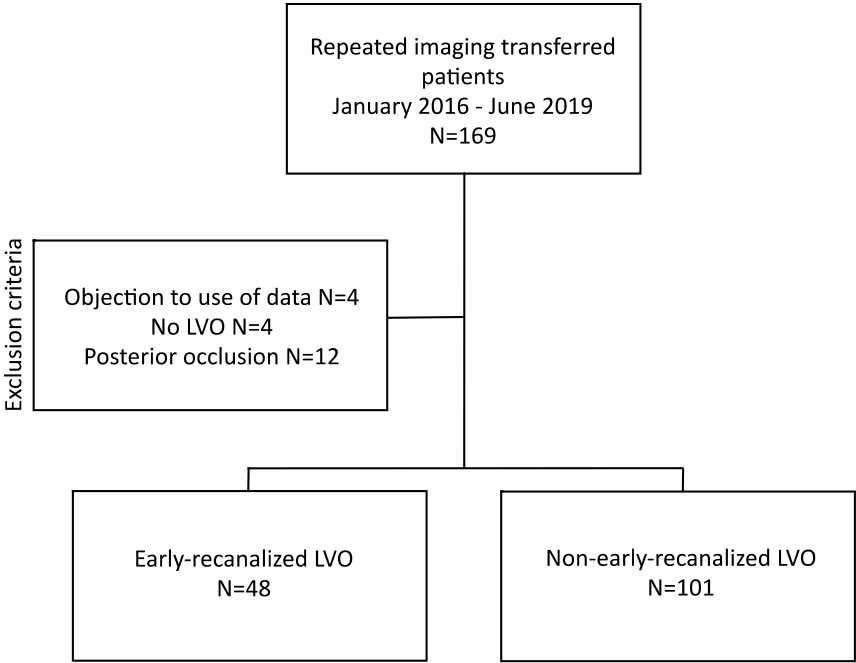 Repeated imaging transferred
patients
January 2016 - June 2019
N=169
Exclusion criteria
Objection to use of data N=4
No LVO N=4
Posterior occlusion N=12
Early-recanalized LVO
N=48
Non-early-recanalized LVO
N=101